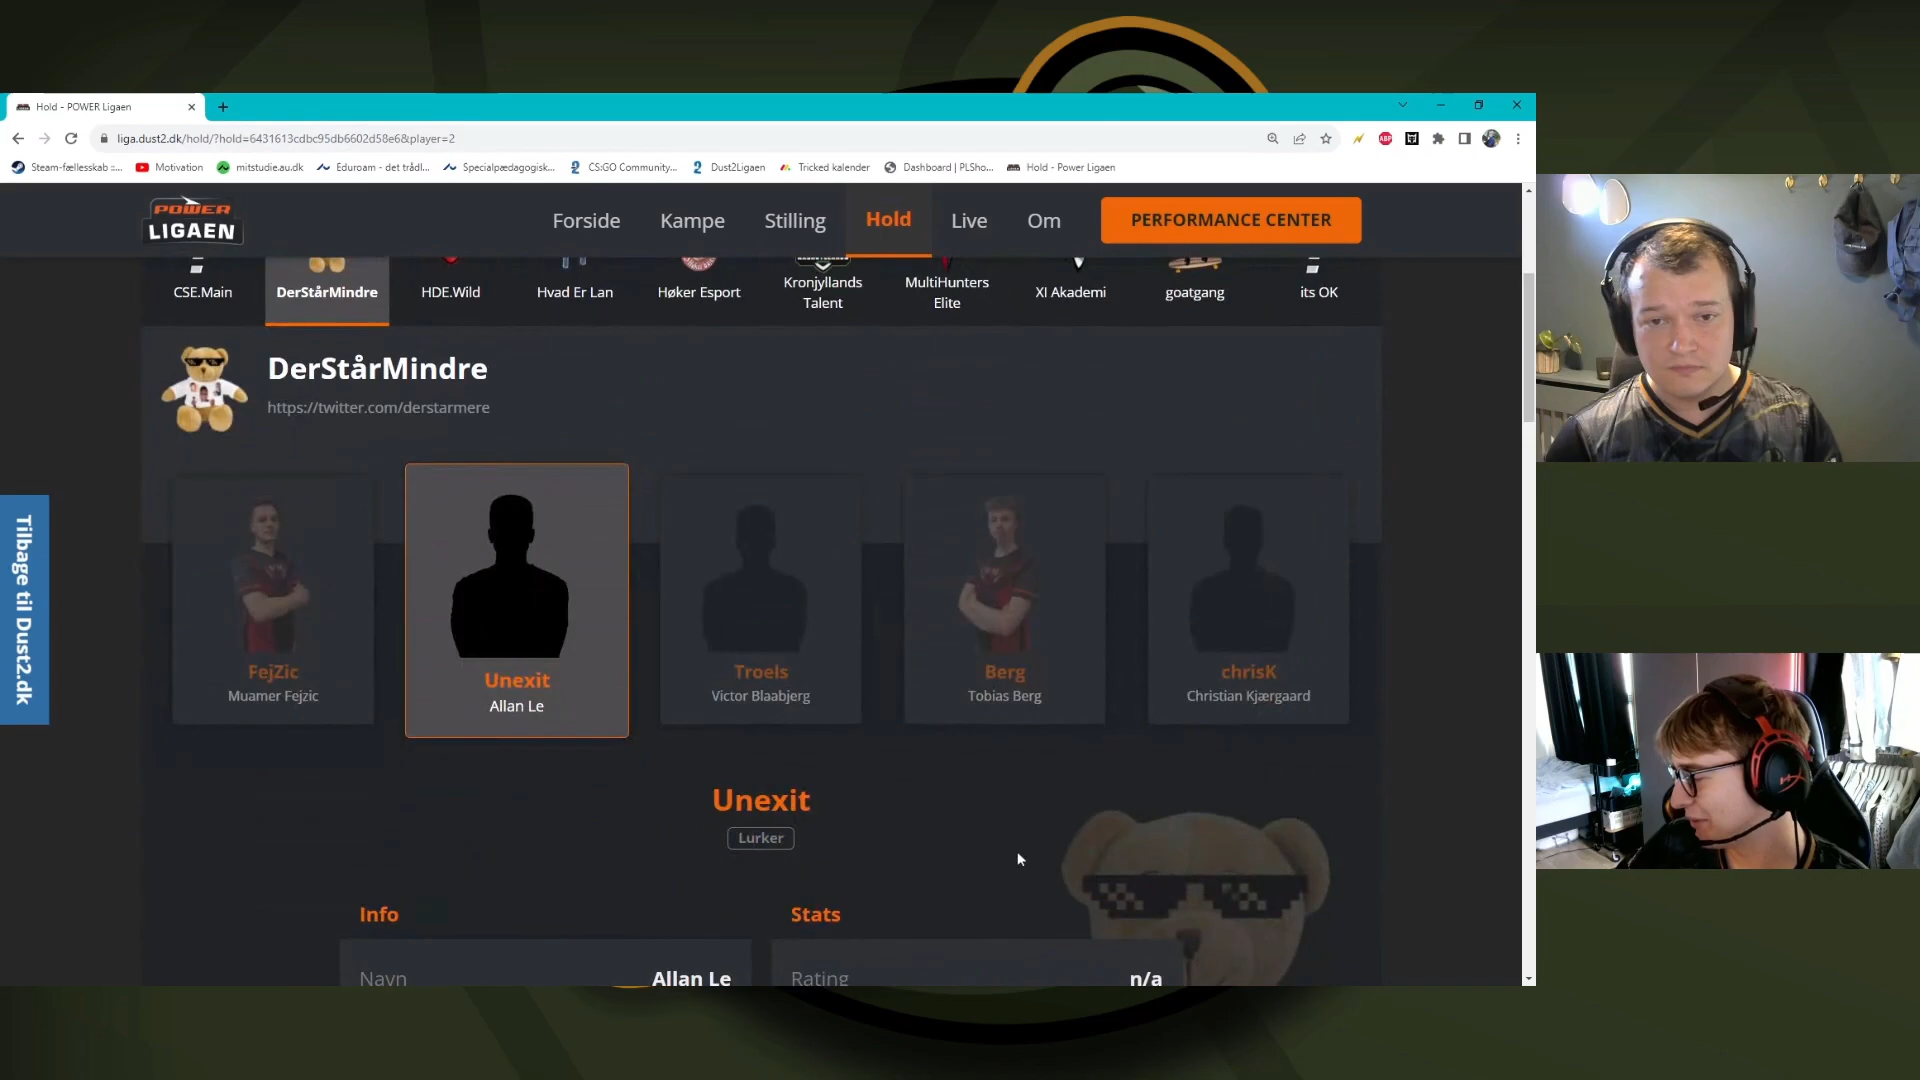 Hold - POWER Ligaen
liga.dust2.dk/hold/?hold=6431613cdbc95db6602d58e6&player=2
Steam-fællesskab ::...
Motivation
mitstudie.au.dk
Eduroam - det trådl...
Specialpædagogisk...
CS:GO Community...
Dust2Ligaen
Tricked kalender
Dashboard | PLSho...
Hold - Power Ligaen
POWER
LIGAEN
Forside
Kampe
Stilling
Hold
Live
Om
PERFORMANCE CENTER
CSE.Main
DerStårMindre
HDE.Wild
Hvad Er Lan
Høker Esport
Kronjyllands
Talent
MultiHunters
Elite
XI Akademi
goatgang
its OK
DerStårMindre
https://twitter.com/derstarmere
Tilbage til Dust2.dk
FejZic
Muamer Fejzic
Unexit
Allan Le
Troels
Victor Blaabjerg
Berg
Tobias Berg
chrisK
Christian Kjærgaard
Unexit
Lurker
Info
Stats
Navn
Allan Le
Rating
n/a
ABP